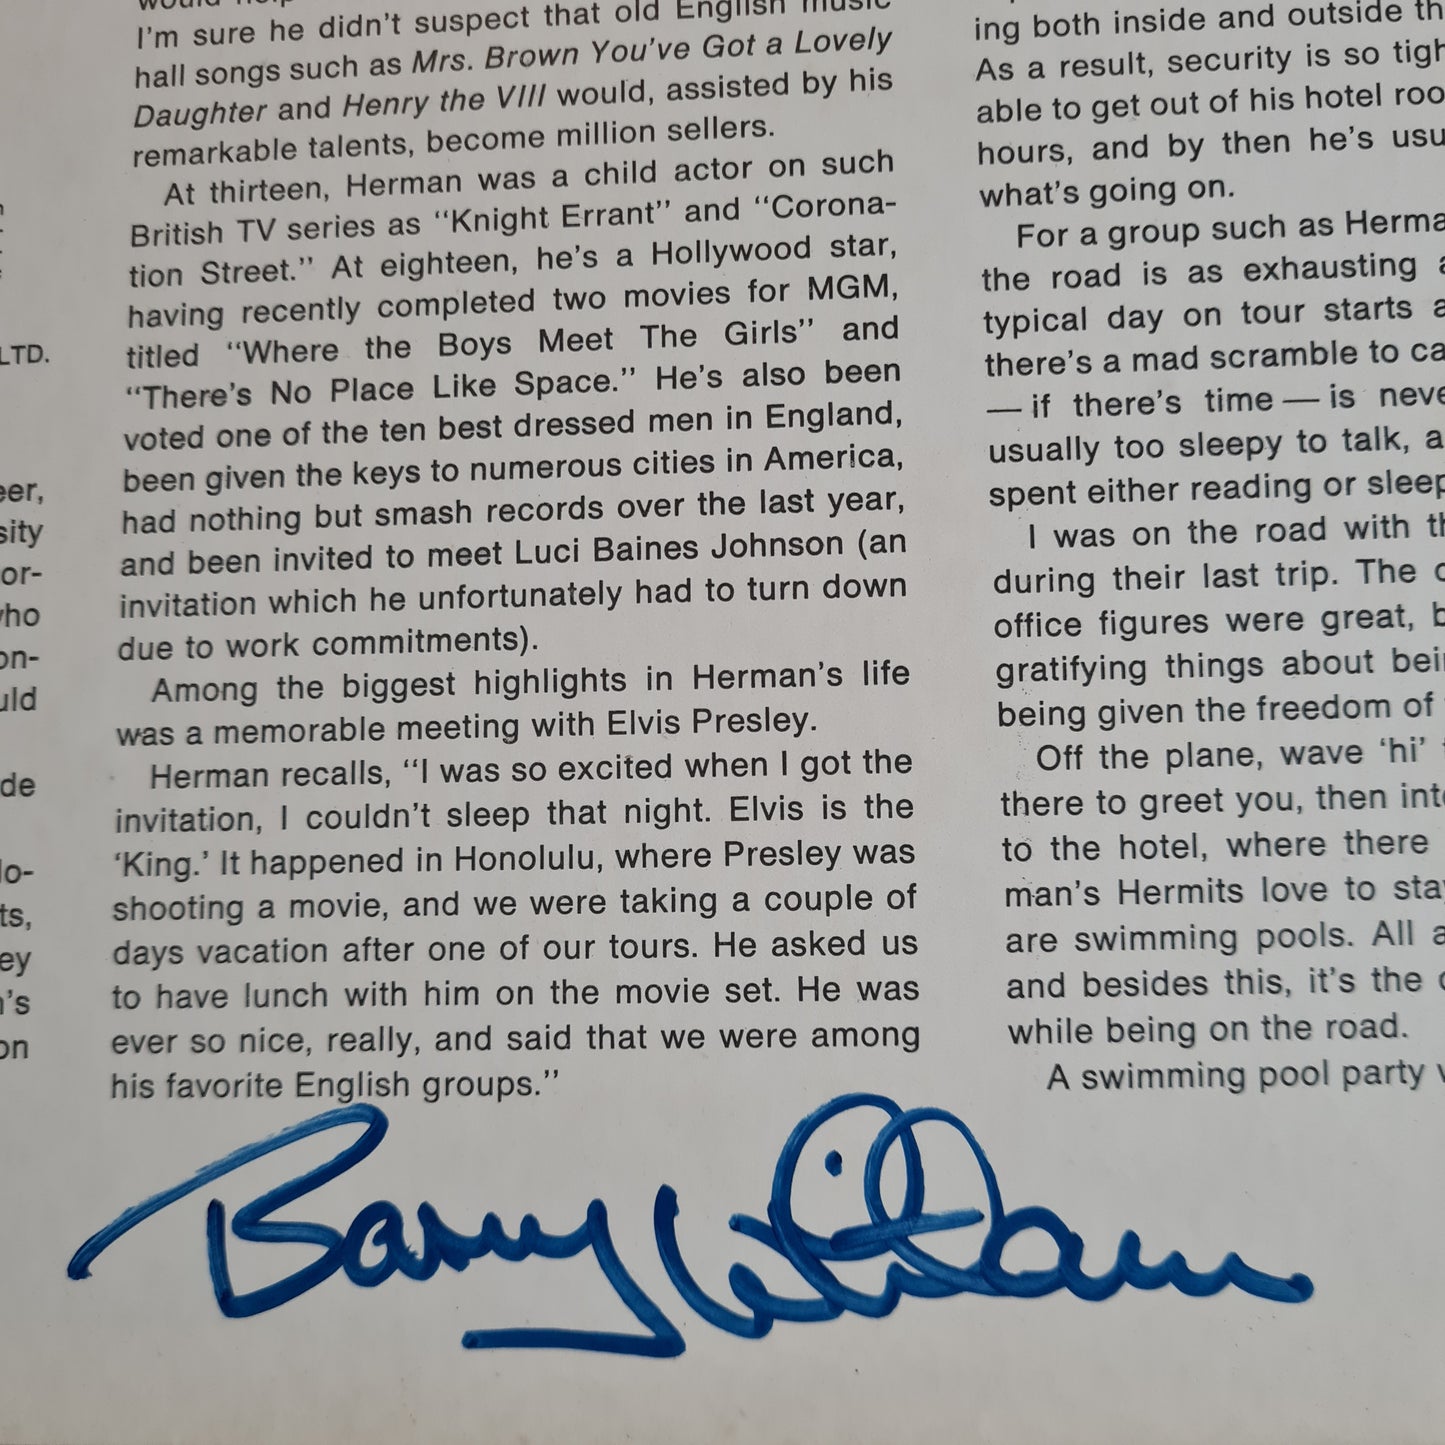 LTD.
sity
de
I'm sure he didn't suspect that old English music
hall songs such as Mrs. Brown You've Got a Lovely
Daughter and Henry the VIII would, assisted by his
remarkable talents, become million sellers.
At thirteen, Herman was a child actor on such
British TV series as “Knight Errant” and “Corona-
tion Street.” At eighteen, he's a Hollywood star,
having recently completed two movies for MGM,
titled “Where the Boys Meet The Girls” and
“There's No Place Like Space.” He's also been
voted one of the ten best dressed men in England,
been given the keys to numerous cities in America,
had nothing but smash records over the last year,
and been invited to meet Luci Baines Johnson (an
invitation which he unfortunately had to turn down
due to work commitments).
Among the biggest highlights in Herman's life
was a memorable meeting with Elvis Presley.
Herman recalls, “I was so excited when I got the
invitation, I couldn't sleep that night. Elvis is the
‘King.’ It happened in Honolulu, where Presley was
shooting a movie, and we were taking a couple of
days vacation after one of our tours. He asked us
to have lunch with him on the movie set. He was
ever so nice, really, and said that we were among
his favorite English groups.”
ing both inside and outside
As a result, security is so
able to get out of his hotel
hours, and by then he's
what's going on.
For a group such as
the road is as exhausting
typical day on tour starts
there's a mad scramble to
— if there's time — is
usually too sleepy to talk,
spent either reading or
I was on the road with
during their last trip. The
office figures were great,
gratifying things about
being given the freedom of
Off the plane, wave ‘hi’
there to greet you, then
to the hotel, where there
man's Hermits love to
are swimming pools. All
and besides this, it's the
while being on the road.
A swimming pool party
Barry Whitwam